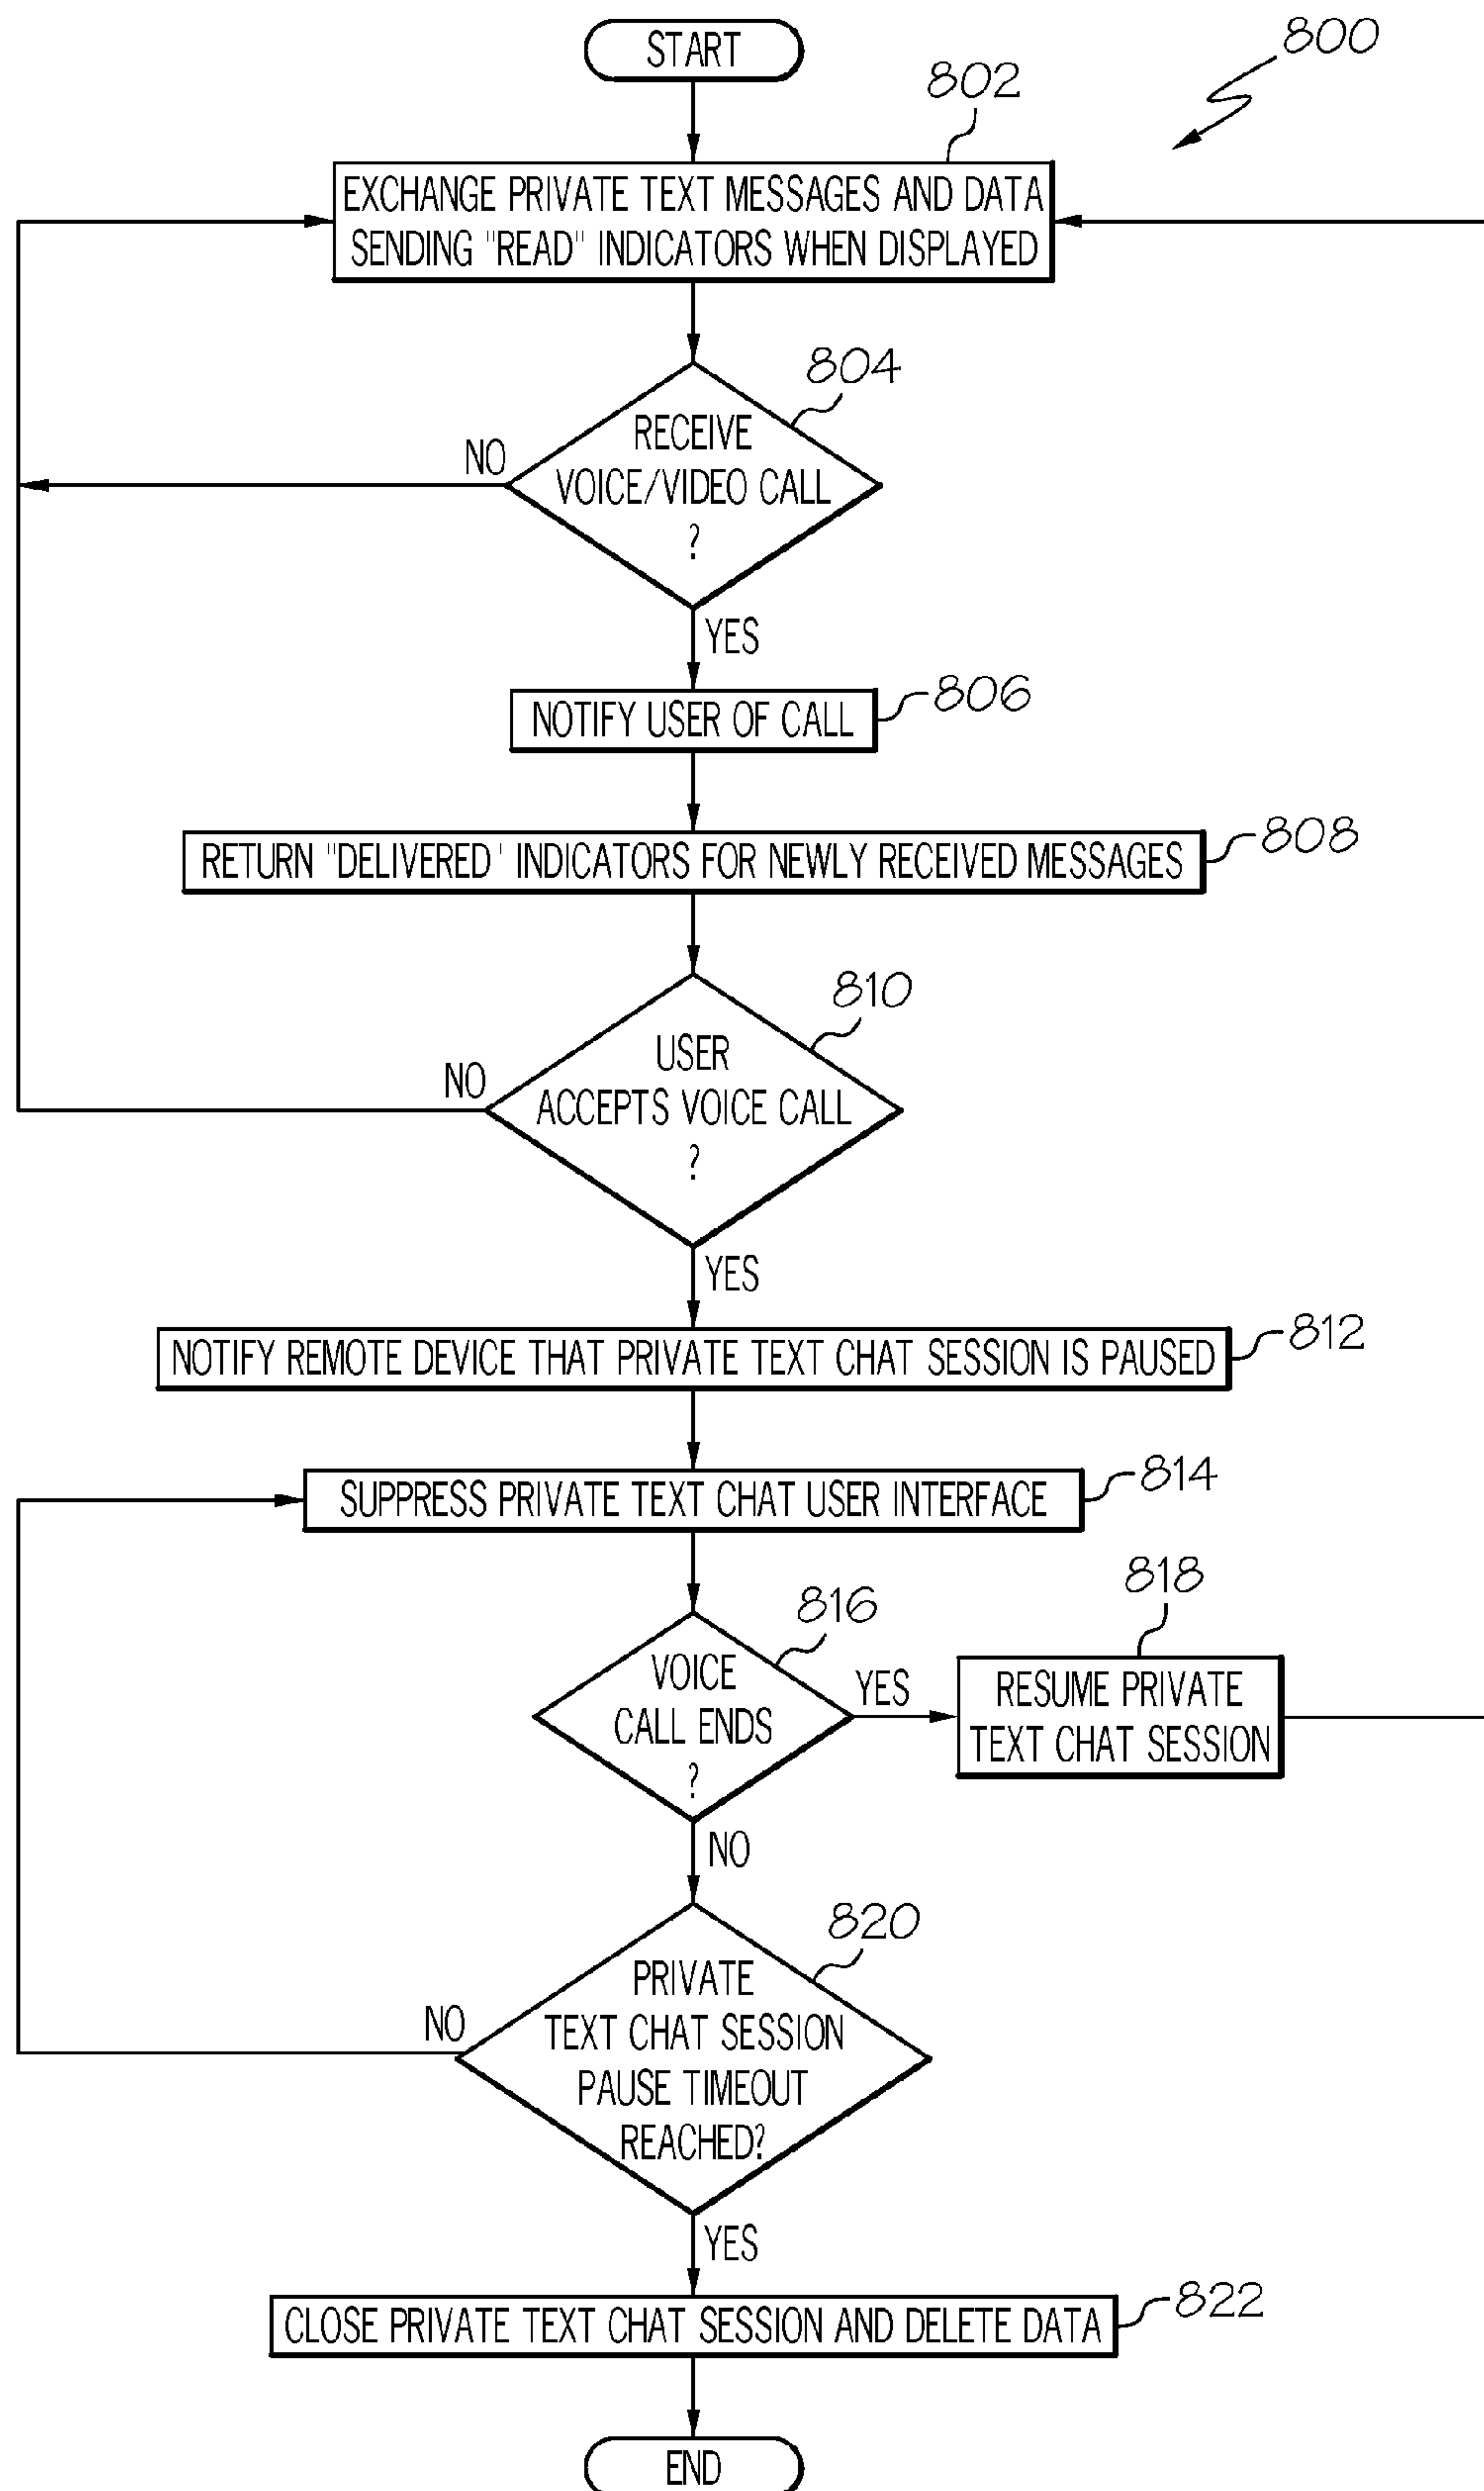 START
800
802
EXCHANGE PRIVATE TEXT MESSAGES AND DATA
SENDING "READ" INDICATORS WHEN DISPLAYED
804
RECEIVE
VOICE/VIDEO CALL
?
NO
YES
NOTIFY USER OF CALL
806
RETURN "DELIVERED' INDICATORS FOR NEWLY RECEIVED MESSAGES
808
810
USER
ACCEPTS VOICE CALL
?
NO
YES
NOTIFY REMOTE DEVICE THAT PRIVATE TEXT CHAT SESSION IS PAUSED
812
SUPPRESS PRIVATE TEXT CHAT USER INTERFACE
814
816
VOICE
CALL ENDS
?
YES
818
RESUME PRIVATE
TEXT CHAT SESSION
NO
820
PRIVATE
TEXT CHAT SESSION
PAUSE TIMEOUT
REACHED?
NO
YES
CLOSE PRIVATE TEXT CHAT SESSION AND DELETE DATA
822
END